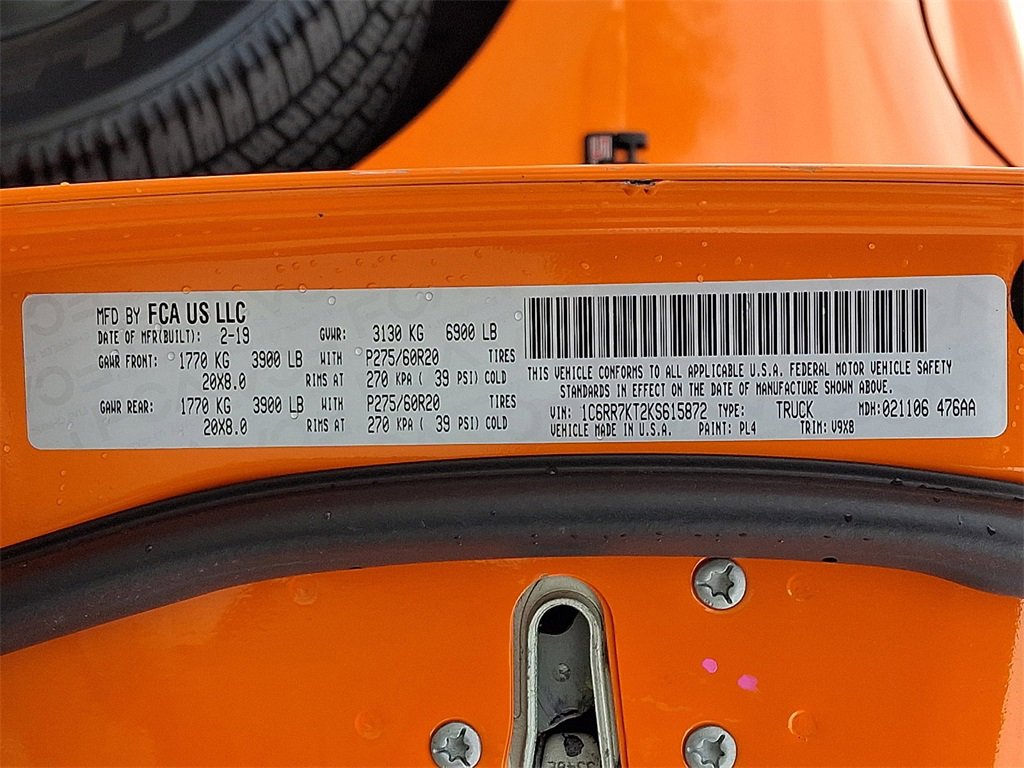 MFD BY FCA US LLC
DATE OF MFR(BUILT): 2-19 GVWR: 3130 KG 6900 LB
GAWR FRONT: 1770 KG 3900 LB WITH P275/60R20 TIRES
20X8.0 RIMS AT 270 KPA ( 39 PSI) COLD
GAWR REAR: 1770 KG 3900 LB WITH P275/60R20 TIRES
20X8.0 RIMS AT 270 KPA ( 39 PSI) COLD
THIS VEHICLE CONFORMS TO ALL APPLICABLE U.S.A. FEDERAL MOTOR VEHICLE SAFETY
STANDARDS IN EFFECT ON THE DATE OF MANUFACTURE SHOWN ABOVE.
VIN: 1C6RR7KT2KS615872 TYPE: TRUCK MDH:021106 476AA
VEHICLE MADE IN U.S.A. PAINT: PL4 TRIM: V9X8